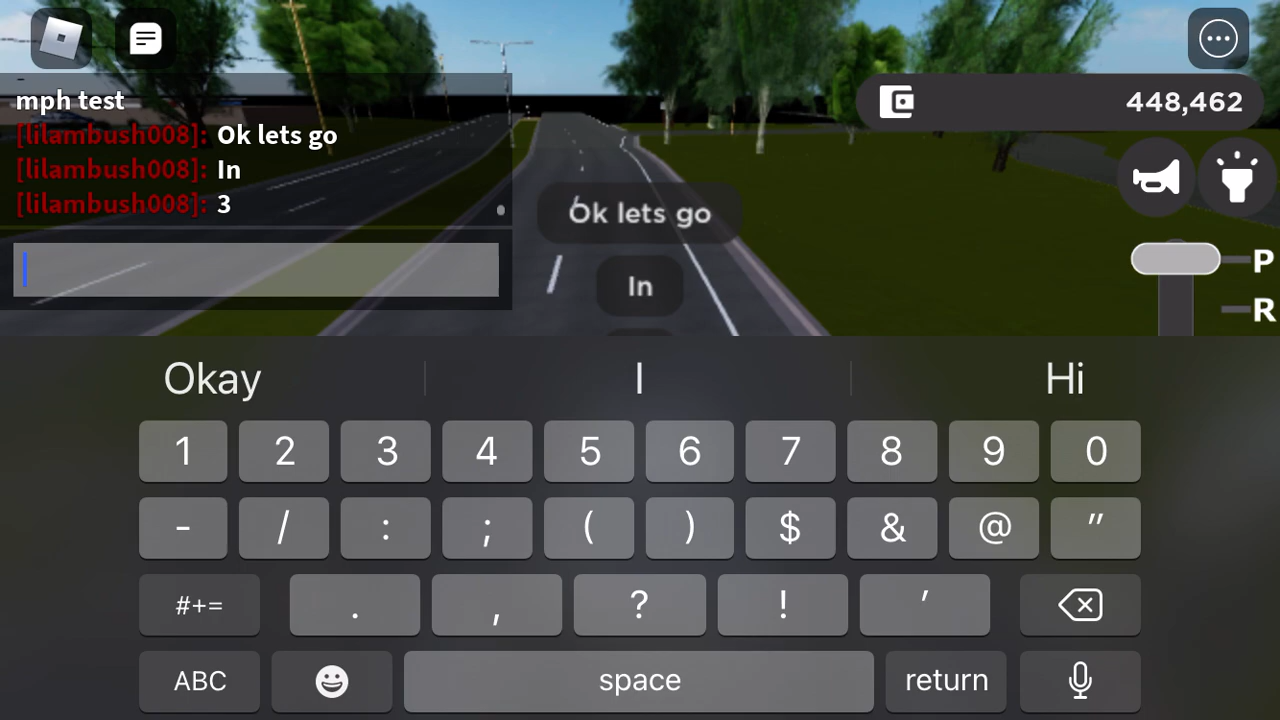 mph test
[lilambush008]: Ok lets go
[lilambush008]: In
[lilambush008]: 3
448,462
Ok lets go
In
P
R
Okay I Hi
1 2 3 4 5 6 7 8 9 0
- / : ; ( ) $ & @ "
#+= . , ? ! '
ABC space return